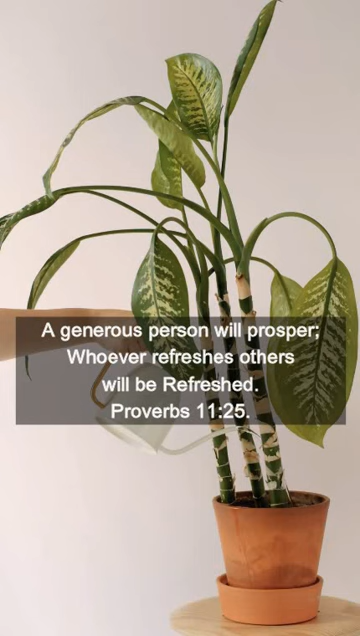 A generous person will prosper;
Whoever refreshes others
will be Refreshed.
Proverbs 11:25.